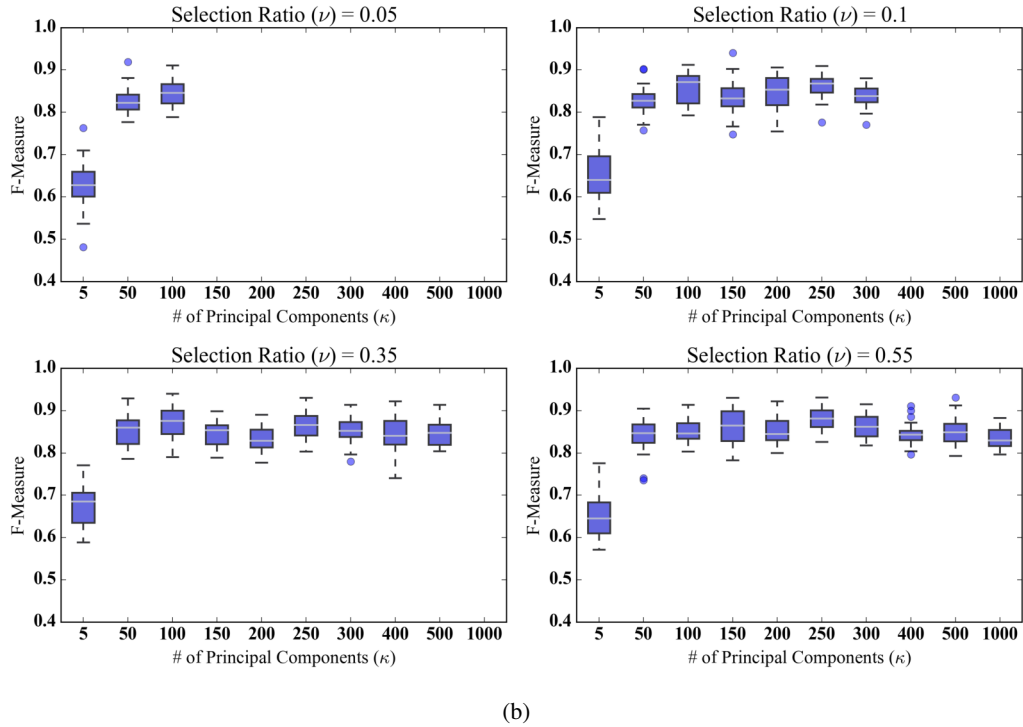 Selection Ratio (ν) = 0.05
1.0
0.9
0.8
0.7
0.6
0.5
0.4
F-Measure
5 50 100 150 200 250 300 400 500 1000
# of Principal Components (κ)
Selection Ratio (ν) = 0.1
1.0
0.9
0.8
0.7
0.6
0.5
0.4
F-Measure
5 50 100 150 200 250 300 400 500 1000
# of Principal Components (κ)
Selection Ratio (ν) = 0.35
1.0
0.9
0.8
0.7
0.6
0.5
0.4
F-Measure
5 50 100 150 200 250 300 400 500 1000
# of Principal Components (κ)
Selection Ratio (ν) = 0.55
1.0
0.9
0.8
0.7
0.6
0.5
0.4
F-Measure
5 50 100 150 200 250 300 400 500 1000
# of Principal Components (κ)
(b)